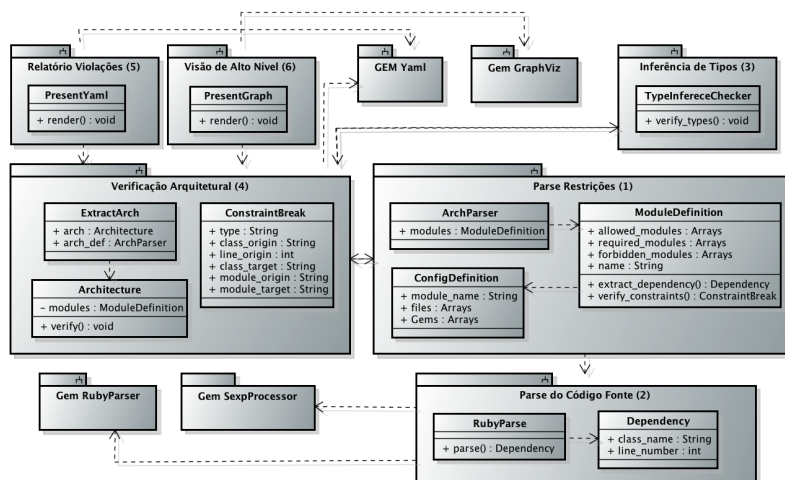 Relatório Violações (5)
PresentYaml
+ render() : void
Visão de Alto Nível (6)
PresentGraph
+ render() : void
GEM Yaml
Gem GraphViz
Inferência de Tipos (3)
TypeInfereceChecker
+ verify_types() : void
Verificação Arquitetural (4)
ExtractArch
+ arch : Architecture
+ arch_def : ArchParser
ConstraintBreak
+ type : String
+ class_origin : String
+ line_origin : int
+ class_target : String
+ module_origin : String
+ module_target : String
Architecture
– modules : ModuleDefinition
+ verify() : void
Parse Restrições (1)
ArchParser
+ modules : ModuleDefinition
ModuleDefinition
+ allowed_modules : Arrays
+ required_modules : Arrays
+ forbidden_modules : Arrays
+ name : String
+ extract_dependency() : Dependency
+ verify_constraints() : ConstraintBreak
ConfigDefinition
+ module_name : String
+ files : Arrays
+ Gems : Arrays
Gem RubyParser
Gem SexpProcessor
Parse do Código Fonte (2)
RubyParse
+ parse() : Dependency
Dependency
+ class_name : String
+ line_number : int